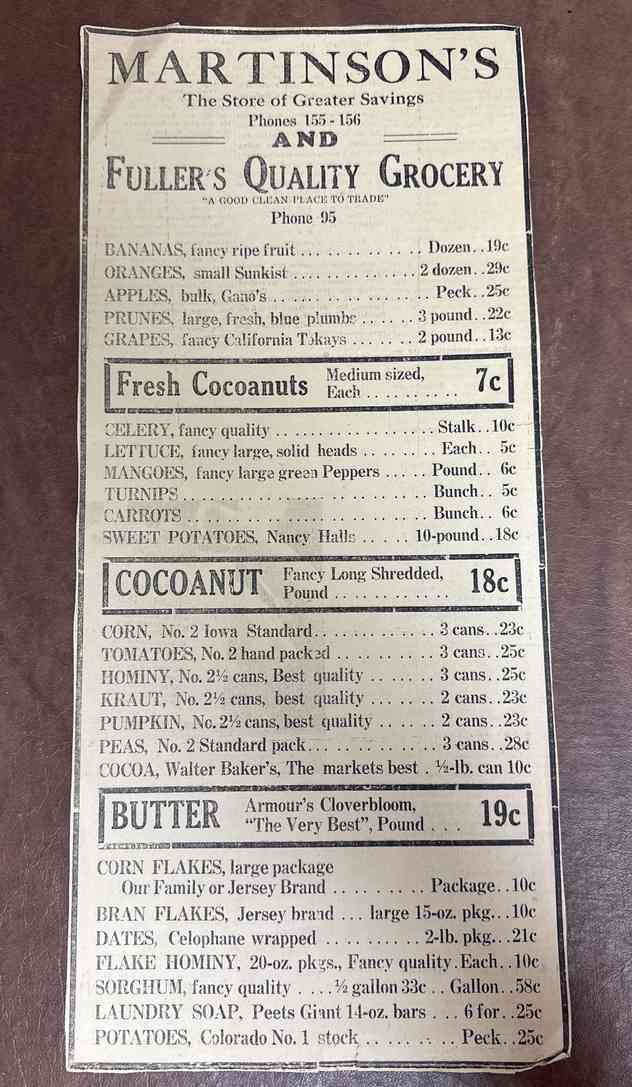 MARTINSON'S
The Store of Greater Savings
Phones 155 - 156
AND
FULLER'S QUALITY GROCERY
"A GOOD CLEAN PLACE TO TRADE"
Phone 95
BANANAS, fancy ripe fruit . . . . . . . . . . . . Dozen. .19c
ORANGES, small Sunkist . . . . . . . . . . . . . 2 dozen. .29c
APPLES, bulk, Gano's . . . . . . . . . . . . . . . . Peck. .25c
PRUNES, large, fresh, blue plumbs . . . . . . 3 pound. .22c
GRAPES, fancy California Tokays . . . . . . . 2 pound. .13c
Fresh Cocoanuts Medium sized,
Each . . . . . . . . . . 7c
CELERY, fancy quality . . . . . . . . . . . . . . . . . Stalk. .10c
LETTUCE, fancy large, solid heads . . . . . . . . Each. . 5c
MANGOES, fancy large green Peppers . . . . . Pound. . 6c
TURNIPS . . . . . . . . . . . . . . . . . . . . . . . . . . Bunch. . 5c
CARROTS . . . . . . . . . . . . . . . . . . . . . . . . . Bunch. . 6c
SWEET POTATOES, Nancy Halls . . . . . 10-pound. .18c
COCOANUT Fancy Long Shredded,
Pound . . . . . . . . . . . . 18c
CORN, No. 2 Iowa Standard. . . . . . . . . . . . . 3 cans. .23c
TOMATOES, No. 2 hand packed . . . . . . . . . . 3 cans. .25c
HOMINY, No. 2½ cans, Best quality . . . . . . . 3 cans. .25c
KRAUT, No. 2½ cans, best quality . . . . . . . 2 cans. .23c
PUMPKIN, No. 2½ cans, best quality . . . . . . 2 cans. .23c
PEAS, No. 2 Standard pack. . . . . . . . . . . . . . 3 cans. .28c
COCOA, Walter Baker's, The markets best . ½-lb. can 10c
BUTTER Armour's Cloverbloom,
"The Very Best", Pound . . . 19c
CORN FLAKES, large package
Our Family or Jersey Brand . . . . . . . . . Package. .10c
BRAN FLAKES, Jersey brand . . . large 15-oz. pkg. . .10c
DATES, Celophane wrapped . . . . . . . . . . 2-lb. pkg. . .21c
FLAKE HOMINY, 20-oz. pkgs., Fancy quality . Each. .10c
SORGHUM, fancy quality . . . . ½ gallon 33c . . Gallon. .58c
LAUNDRY SOAP, Peets Giant 14-oz. bars . . . 6 for. .25c
POTATOES, Colorado No. 1 stock . . . . . . . . . Peck. .25c